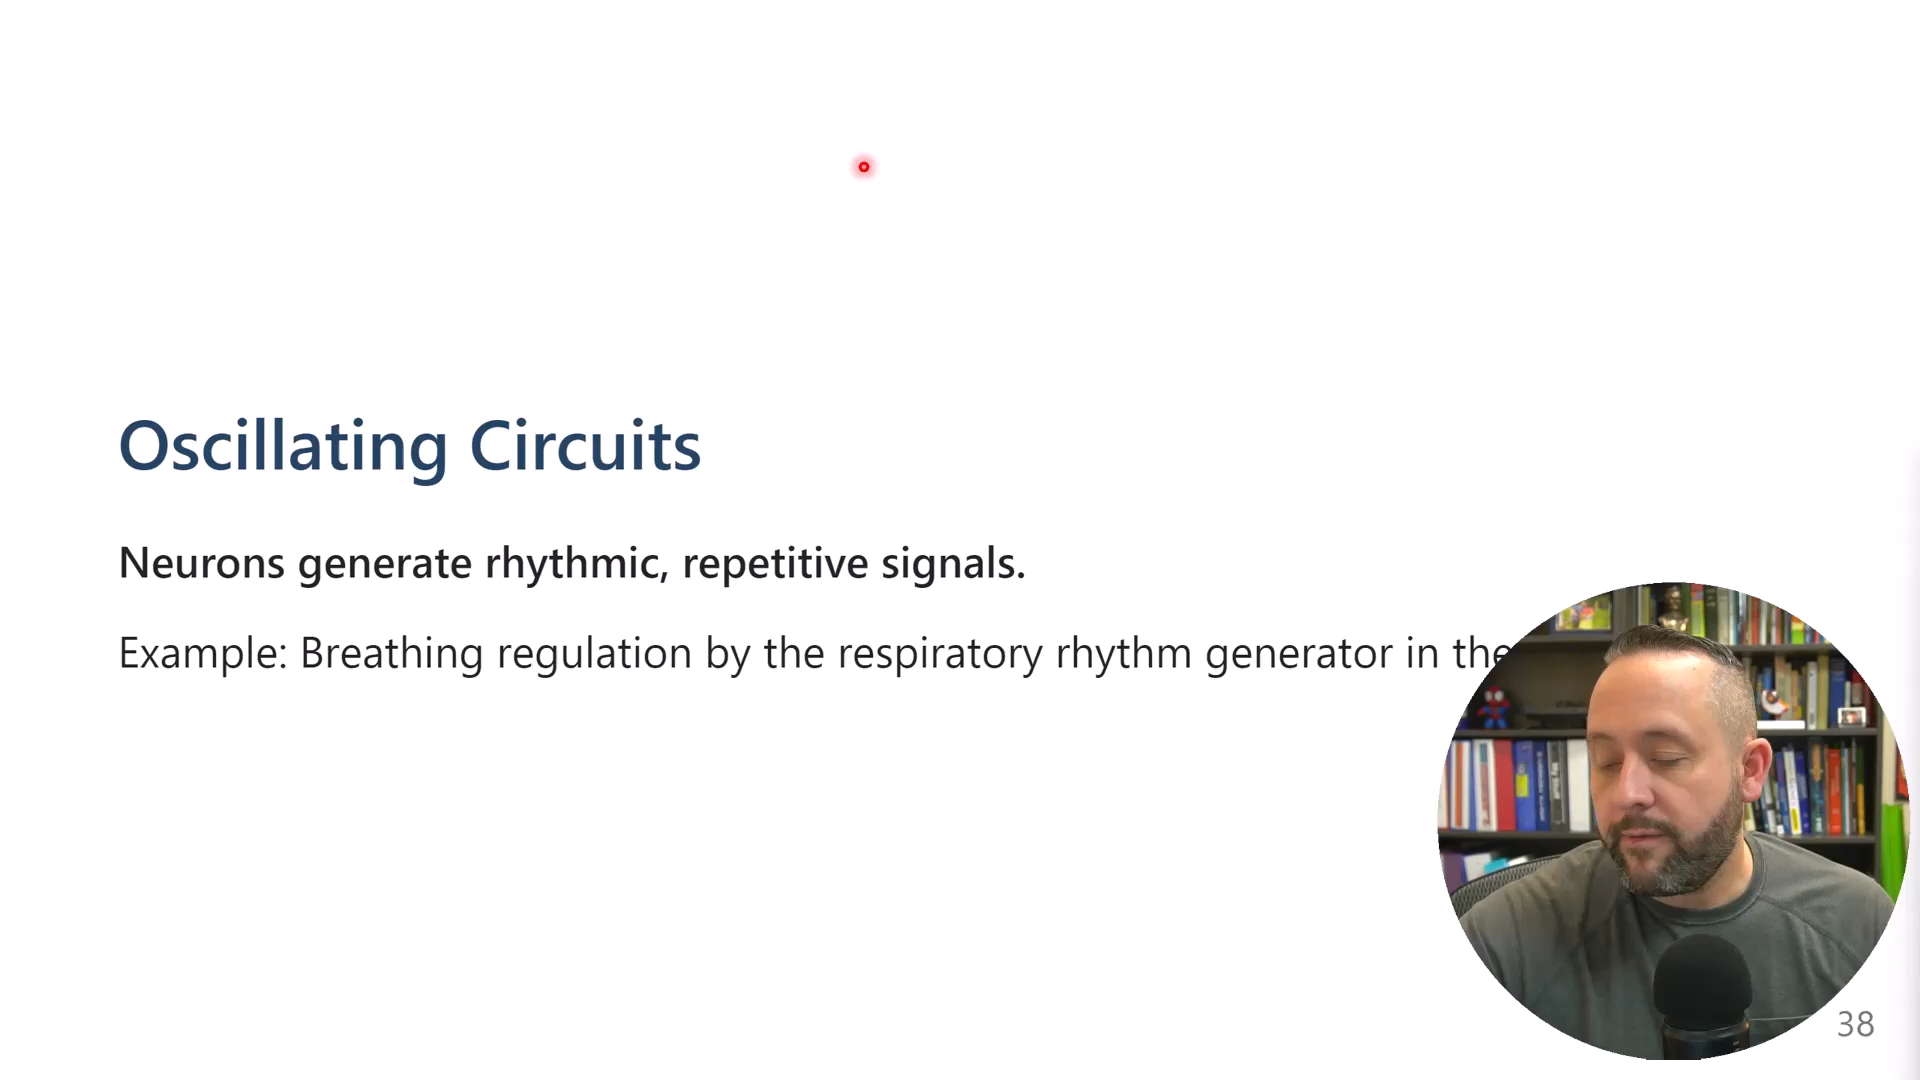 Oscillating Circuits
Neurons generate rhythmic, repetitive signals.
Example: Breathing regulation by the respiratory rhythm generator in the
38